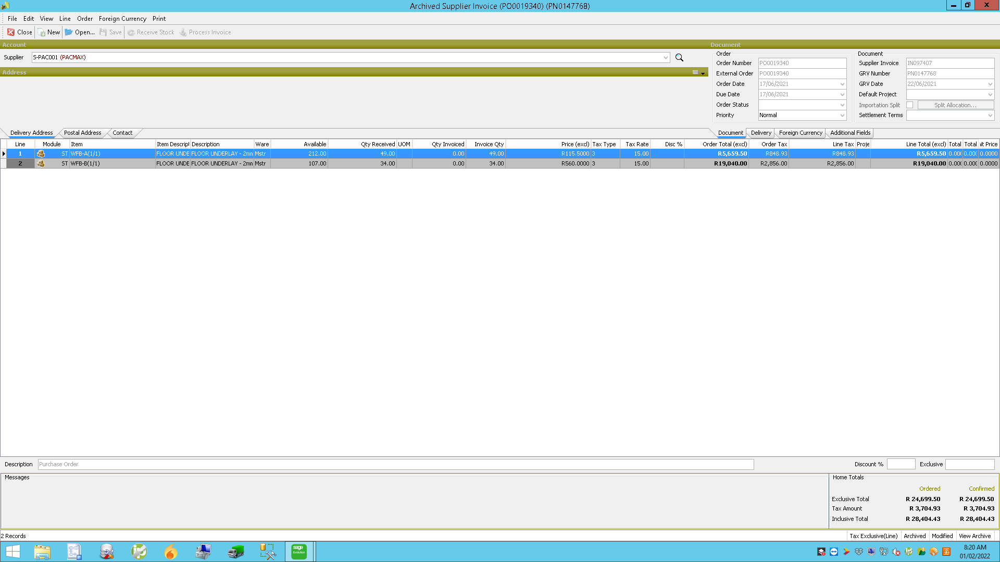 Archived Supplier Invoice (PO0019340) (PN0147768)
File Edit View Line Order Foreign Currency Print
Close New Open... Save Receive Stock Process Invoice
Account Document
Supplier S-PAC001 (PACMAX)
Address
Order
Order Number PO0019340
External Order PO0019340
Order Date 17/06/2021
Due Date 17/06/2021
Order Status
Priority Normal
Document
Supplier Invoice IN097407
GRV Number PN0147768
GRV Date 22/06/2021
Default Project
Importation Split Split Allocation...
Settlement Terms
Delivery Address Postal Address Contact Document Delivery Foreign Currency Additional Fields
Line Module Item Item Descripl Description Ware Available Qty Received UOM Qty Invoiced Invoice Qty Price (excl) Tax Type Tax Rate Disc % Order Total (excl) Order Tax Line Tax Proje Line Total (excl) Total Total iit Price
1 ST WFB-A(1/1) FLOOR UNDE FLOOR UNDERLAY - 2mn Mstr 212.00 49.00 0.00 49.00 R115.5000 3 15.00 R5,659.50 R848.93 R848.93 R5,659.50 0.00( 0.00( 0.0000
2 ST WFB-B(1/1) FLOOR UNDE FLOOR UNDERLAY - 2mn Mstr 107.00 34.00 0.00 34.00 R560.0000 3 15.00 R19,040.00 R2,856.00 R2,856.00 R19,040.00 0.00( 0.00( 0.0000
Description Purchase Order Discount % Exclusive
Messages
Home Totals
Ordered Confirmed
Exclusive Total R 24,699.50 R 24,699.50
Tax Amount R 3,704.93 R 3,704.93
Inclusive Total R 28,404.43 R 28,404.43
2 Records Tax Exclusive(Line) Archived Modified View Archive
sage
Evolution
8:20 AM
01/02/2022